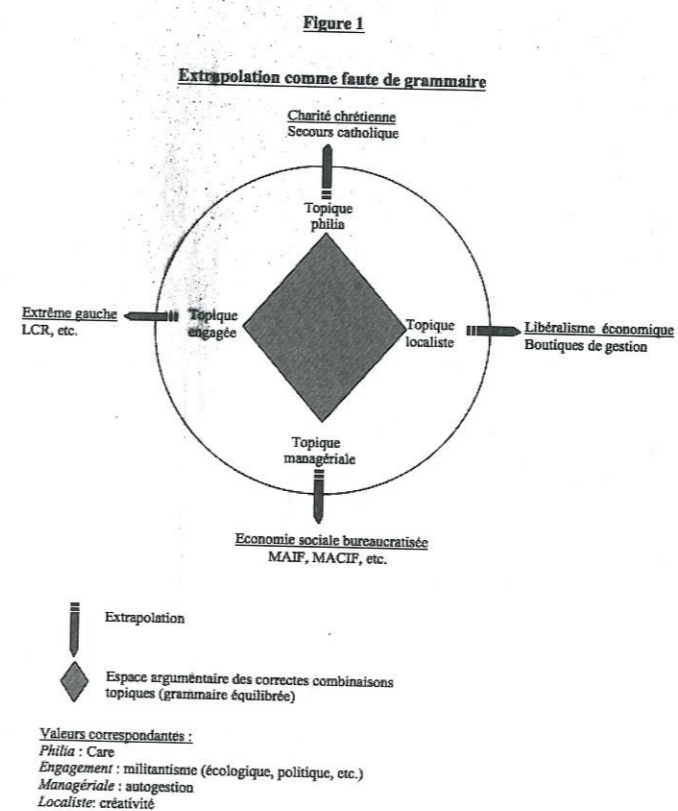 Figure 1
Extrapolation comme faute de grammaire
Charité chrétienne
Secours catholique
Topique
philia
Extrême gauche
LCR, etc.
Topique
engagée
Topique
localiste
Libéralisme économique
Boutiques de gestion
Topique
managériale
Economie sociale bureaucratisée
MAIF, MACIF, etc.
Extrapolation
Espace argumentaire des correctes combinaisons
topiques (grammaire équilibrée)
Valeurs correspondantes :
Philia : Care
Engagement : militantisme (écologique, politique, etc.)
Managériale : autogestion
Localiste: créativité